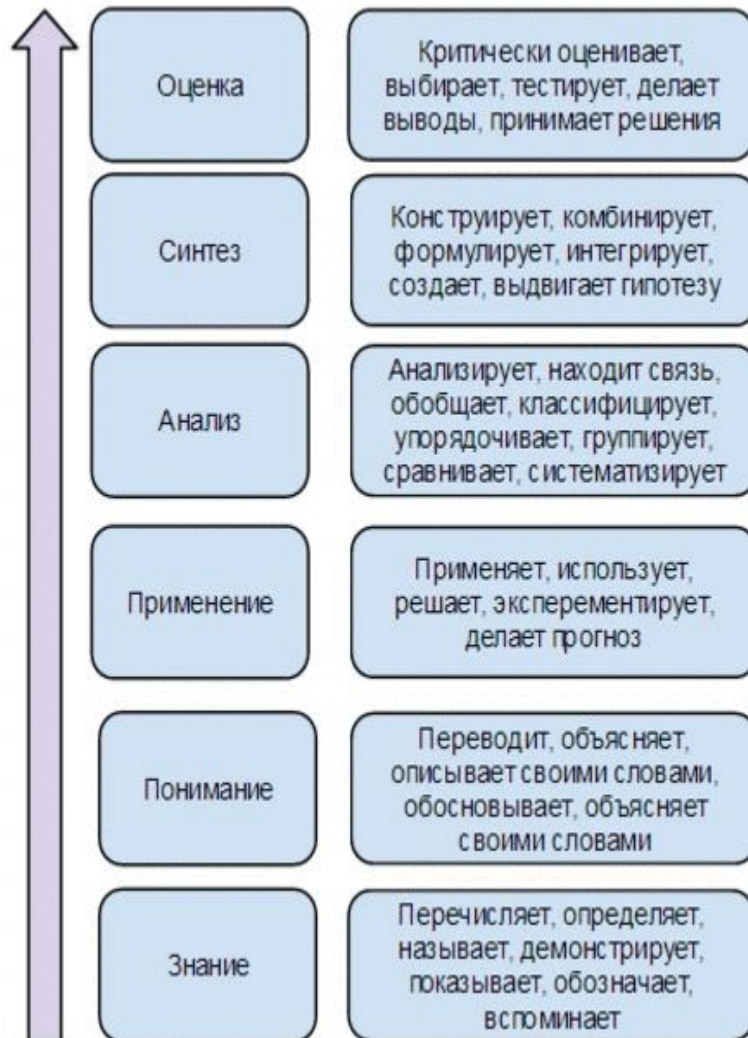 Оценка
Критически оценивает,
выбирает, тестирует, делает
выводы, принимает решения
Синтез
Конструирует, комбинирует,
формулирует, интегрирует,
создает, выдвигает гипотезу
Анализ
Анализирует, находит связь,
обобщает, классифицирует,
упорядочивает, группирует,
сравнивает, систематизирует
Применение
Применяет, использует,
решает, эксперементирует,
делает прогноз
Понимание
Переводит, объясняет,
описывает своими словами,
обосновывает, объясняет
своими словами
Знание
Перечисляет, определяет,
называет, демонстрирует,
показывает, обозначает,
вспоминает